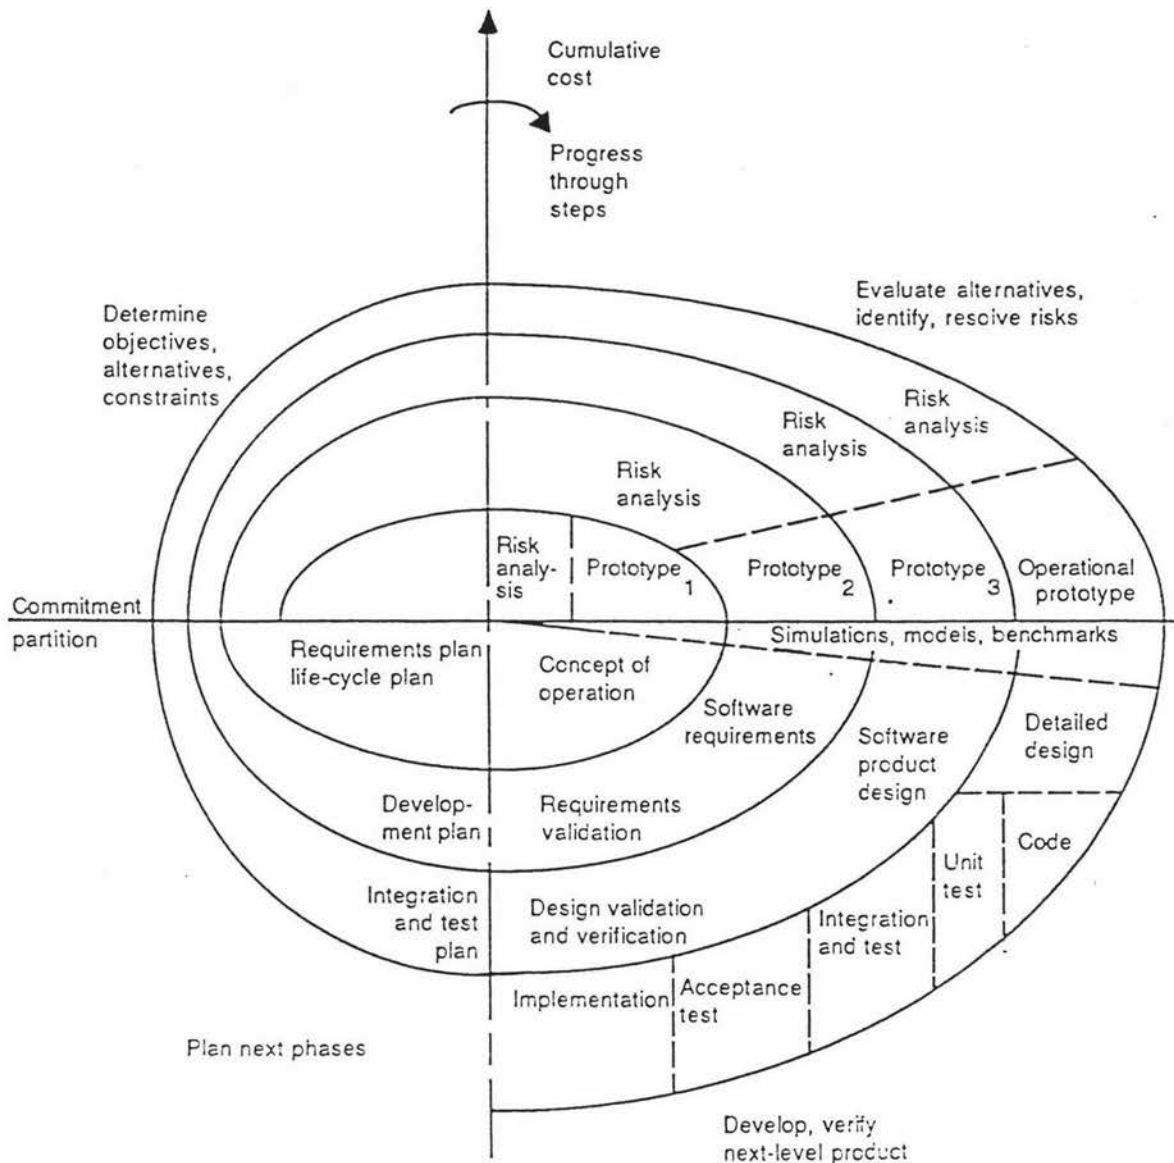 Cumulative
cost
Progress
through
steps
Evaluate alternatives,
identify, resolve risks
Determine
objectives,
alternatives,
constraints
Risk
analysis
Risk
analysis
Risk
analysis
Risk
analy-
sis
Prototype 1
Prototype 2
Prototype 3
Operational
prototype
Commitment
partition
Simulations, models, benchmarks
Requirements plan
life-cycle plan
Concept of
operation
Software
requirements
Software
product
design
Detailed
design
Develop-
ment plan
Requirements
validation
Code
Unit
test
Integration
and test
plan
Design validation
and verification
Integration
and test
Acceptance
test
Implementation
Plan next phases
Develop, verify
next-level product